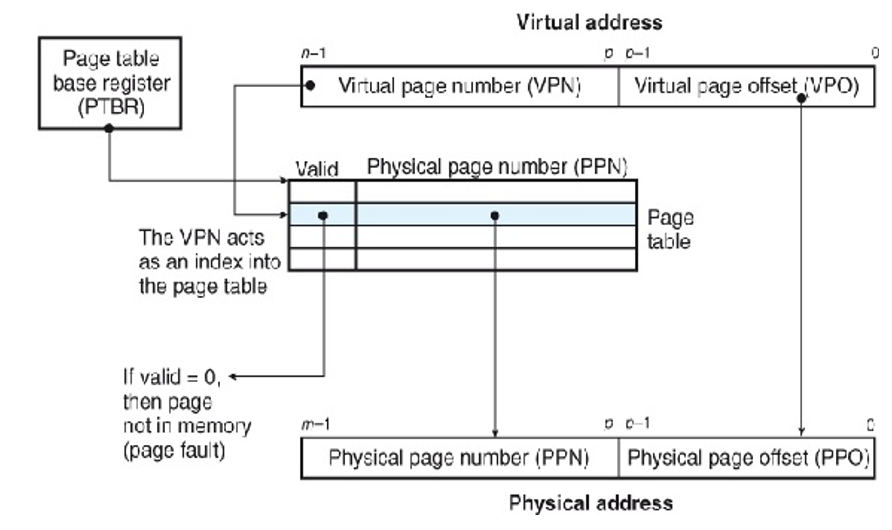 Virtual address
Page table
base register
(PTBR)
n–1
p
p–1
0
Virtual page number (VPN)
Virtual page offset (VPO)
Valid
Physical page number (PPN)
Page
table
The VPN acts
as an index into
the page table
If valid = 0,
then page
not in memory
(page fault)
m–1
p
p–1
0
Physical page number (PPN)
Physical page offset (PPO)
Physical address